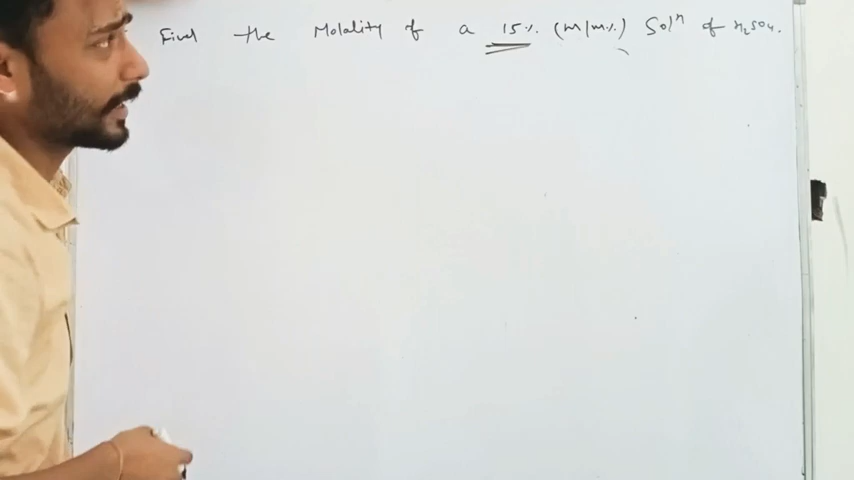 Find the Molality of a 15% (m/m%) Solⁿ of H₂SO₄.